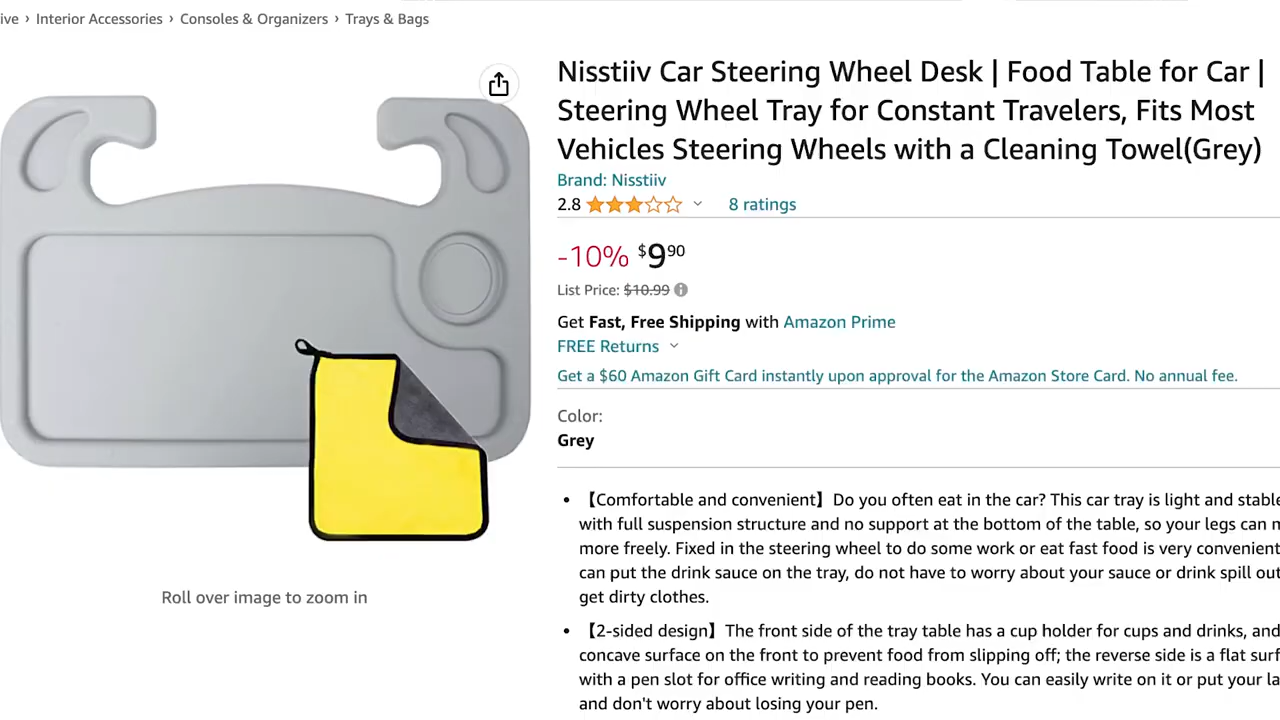 ive › Interior Accessories › Consoles & Organizers › Trays & Bags
Nisstiiv Car Steering Wheel Desk | Food Table for Car |
Steering Wheel Tray for Constant Travelers, Fits Most
Vehicles Steering Wheels with a Cleaning Towel(Grey)
Brand: Nisstiiv
2.8 8 ratings
-10% $9 90
List Price: $10.99
Get Fast, Free Shipping with Amazon Prime
FREE Returns
Get a $60 Amazon Gift Card instantly upon approval for the Amazon Store Card. No annual fee.
Color:
Grey
• 【Comfortable and convenient】Do you often eat in the car? This car tray is light and stable
with full suspension structure and no support at the bottom of the table, so your legs can
more freely. Fixed in the steering wheel to do some work or eat fast food is very convenient
can put the drink sauce on the tray, do not have to worry about your sauce or drink spill out
get dirty clothes.
• 【2-sided design】The front side of the tray table has a cup holder for cups and drinks, and
concave surface on the front to prevent food from slipping off; the reverse side is a flat surf
with a pen slot for office writing and reading books. You can easily write on it or put your la
and don't worry about losing your pen.
Roll over image to zoom in